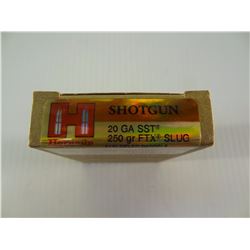 H
Hornady
SHOTGUN
20 GA SST®
250 gr FTX® SLUG